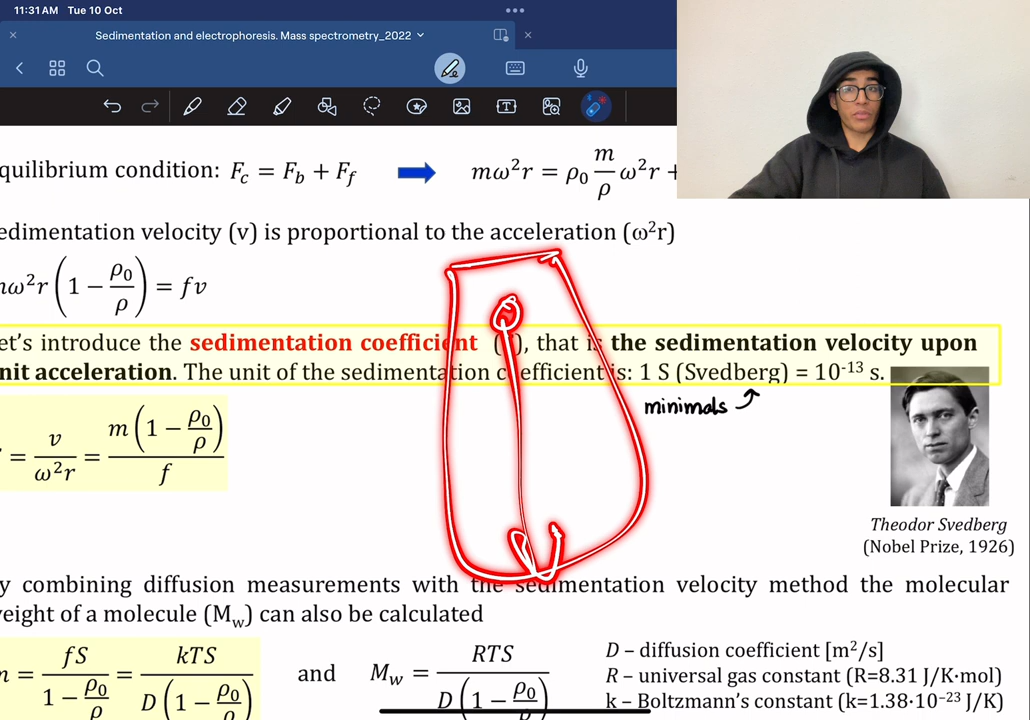 11:31 AM Tue 10 Oct
Sedimentation and electrophoresis. Mass spectrometry_2022
quilibrium condition: F_c = F_b + F_f
mω²r = ρ₀ m/ρ ω²r +
edimentation velocity (v) is proportional to the acceleration (ω²r)
mω²r (1 − ρ₀/ρ) = fv
et's introduce the sedimentation coefficient ( ), that is the sedimentation velocity upon
nit acceleration. The unit of the sedimentation coefficient is: 1 S (Svedberg) = 10⁻¹³ s.
minimals
= v/ω²r = m(1 − ρ₀/ρ)/f
Theodor Svedberg
(Nobel Prize, 1926)
y combining diffusion measurements with the sedimentation velocity method the molecular
eight of a molecule (M_w) can also be calculated
= fS/(1 − ρ₀/ρ) = kTS/D(1 − ρ₀/ρ) and M_w = RTS/D(1 − ρ₀/ρ)
D – diffusion coefficient [m²/s]
R – universal gas constant (R=8.31 J/K·mol)
k – Boltzmann's constant (k=1.38·10⁻²³ J/K)